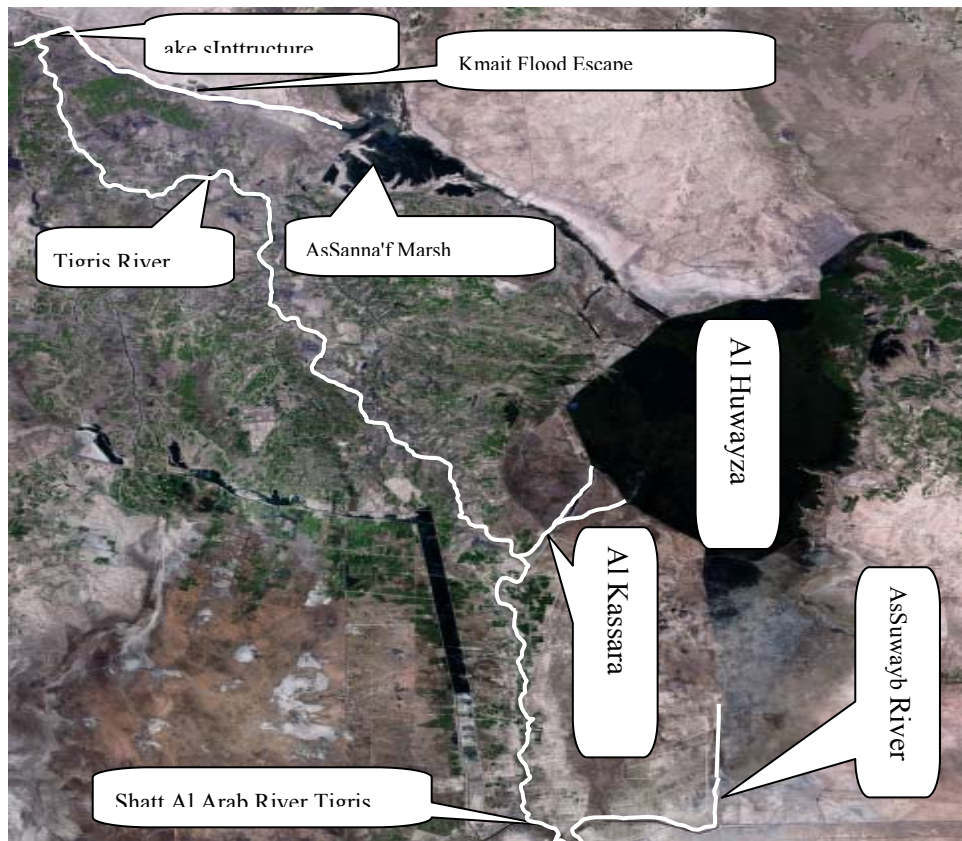 ake sInttructure
Kmait Flood Escape
Tigris River
AsSanna'f Marsh
Al Huwayza
Al Kassara
AsSuwayb River
Shatt Al Arab River Tigris